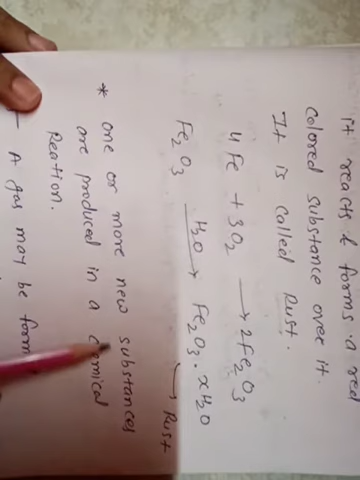 it reacts & forms a red
colored substance over it.
It is called Rust.
4Fe + 3O₂ ⟶ 2Fe₂O₃
Fe₂O₃ —H₂O→ Fe₂O₃·xH₂O
↳ Rust
* one or more new substances
are produced in a chemical
Reation.
– A gas may be form